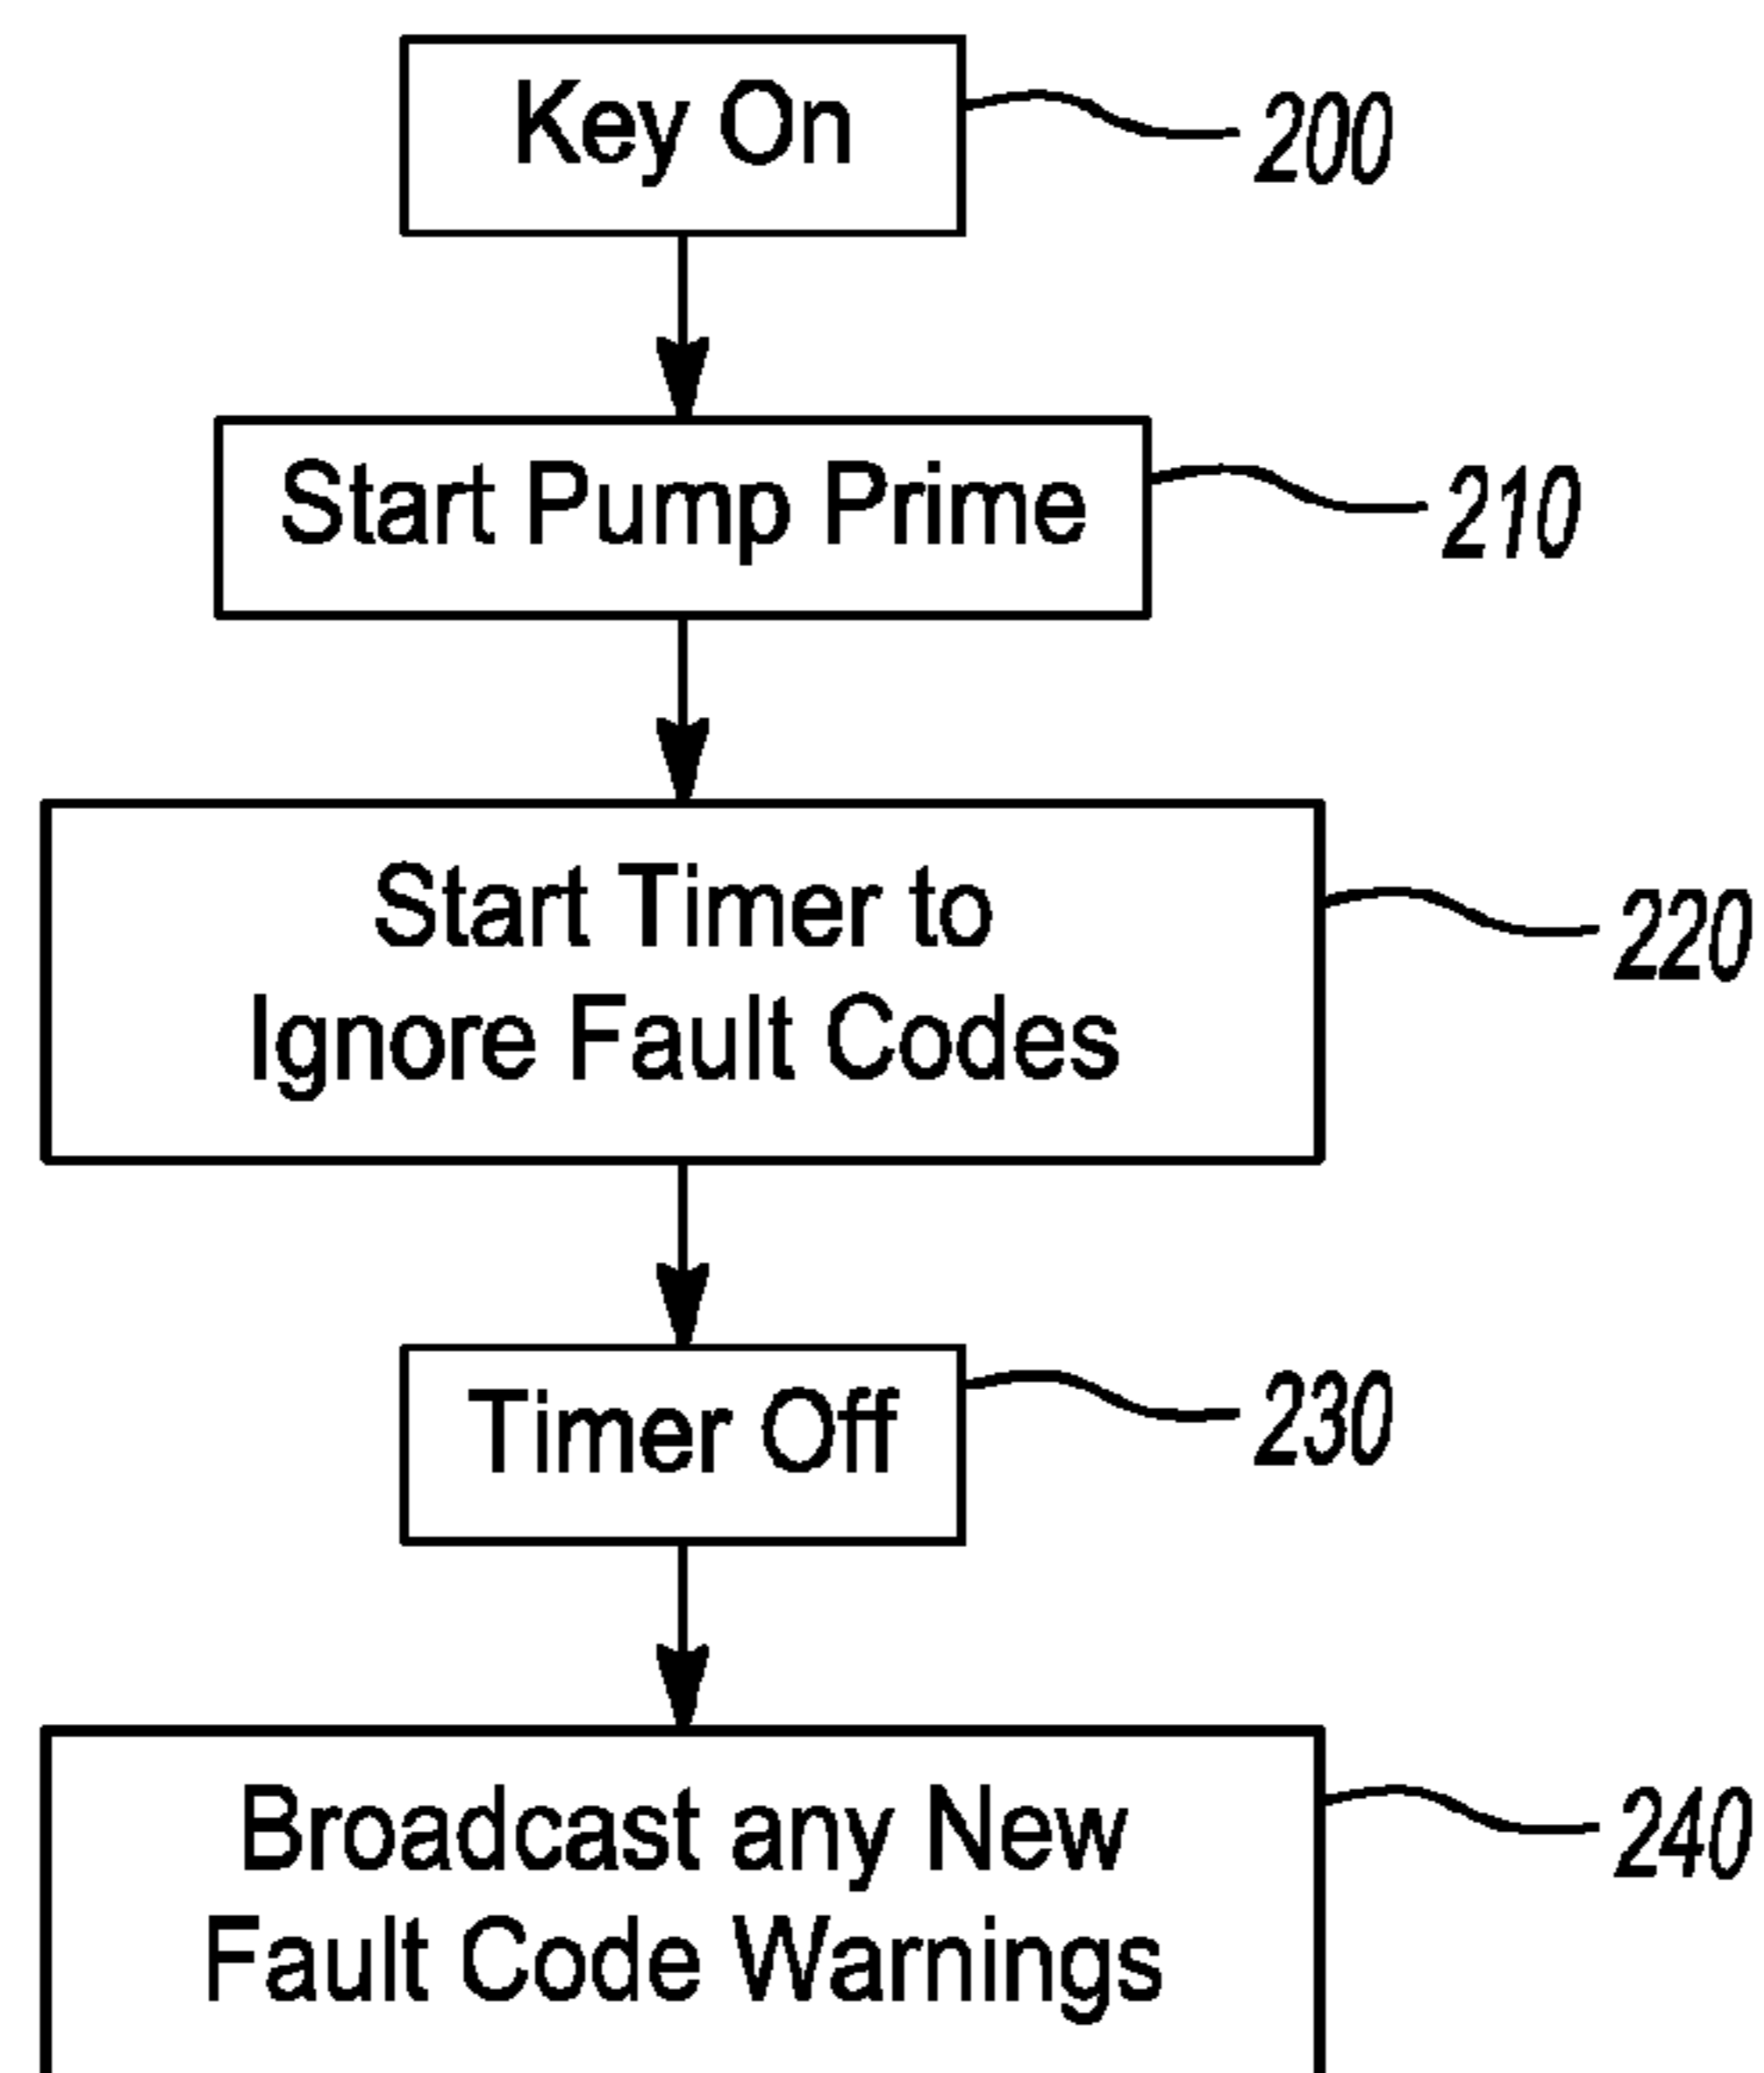 Key On
200
Start Pump Prime
210
Start Timer to
Ignore Fault Codes
220
Timer Off
230
Broadcast any New
Fault Code Warnings
240